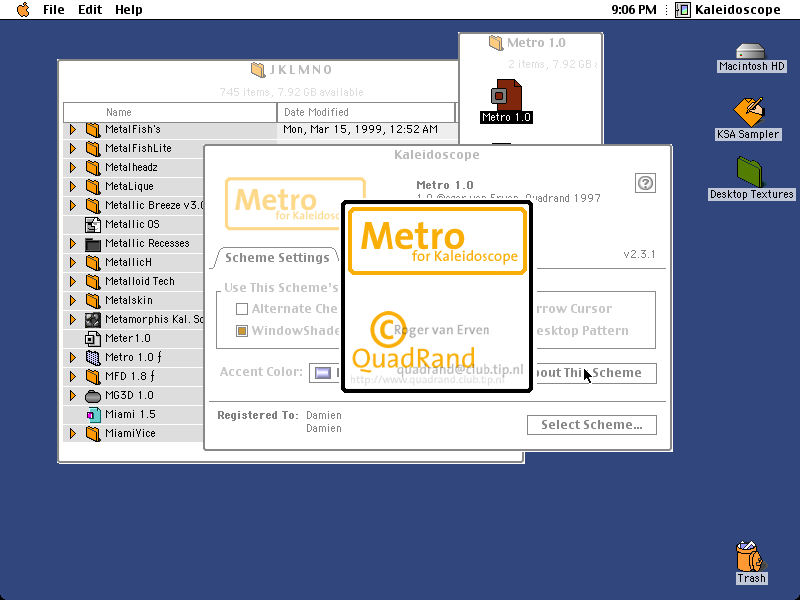 File Edit Help
9:06 PM
Kaleidoscope
Metro 1.0
2 items, 7.92 GB
Metro 1.0
Macintosh HD
KSA Sampler
Desktop Textures
Trash
J K L M N O
745 items, 7.92 GB available
Name
Date Modified
MetalFish's
Mon, Mar 15, 1999, 12:52 AM
MetalFishLite
Metalheadz
MetaLique
Metallic Breeze v3.0
Metallic OS
Metallic Recesses
MetallicH
Metalloid Tech
Metalskin
Metamorphis Kal. Sc
Meter 1.0
Metro 1.0 ƒ
MFD 1.8 ƒ
MG3D 1.0
Miami 1.5
MiamiVice
Kaleidoscope
Metro
for Kaleidosco
Metro 1.0
1.0 ©roger van Erven, Quadrand 1997
?
v2.3.1
Scheme Settings
Use This Scheme's
Alternate Che
rrow Cursor
WindowShade
esktop Pattern
Accent Color:
bout This Scheme
Registered To: Damien
Damien
Select Scheme...
Metro
for Kaleidoscope
©
Roger van Erven
QuadRand
quadrand@club.tip.nl
http://www.quadrand.club.tip.nl